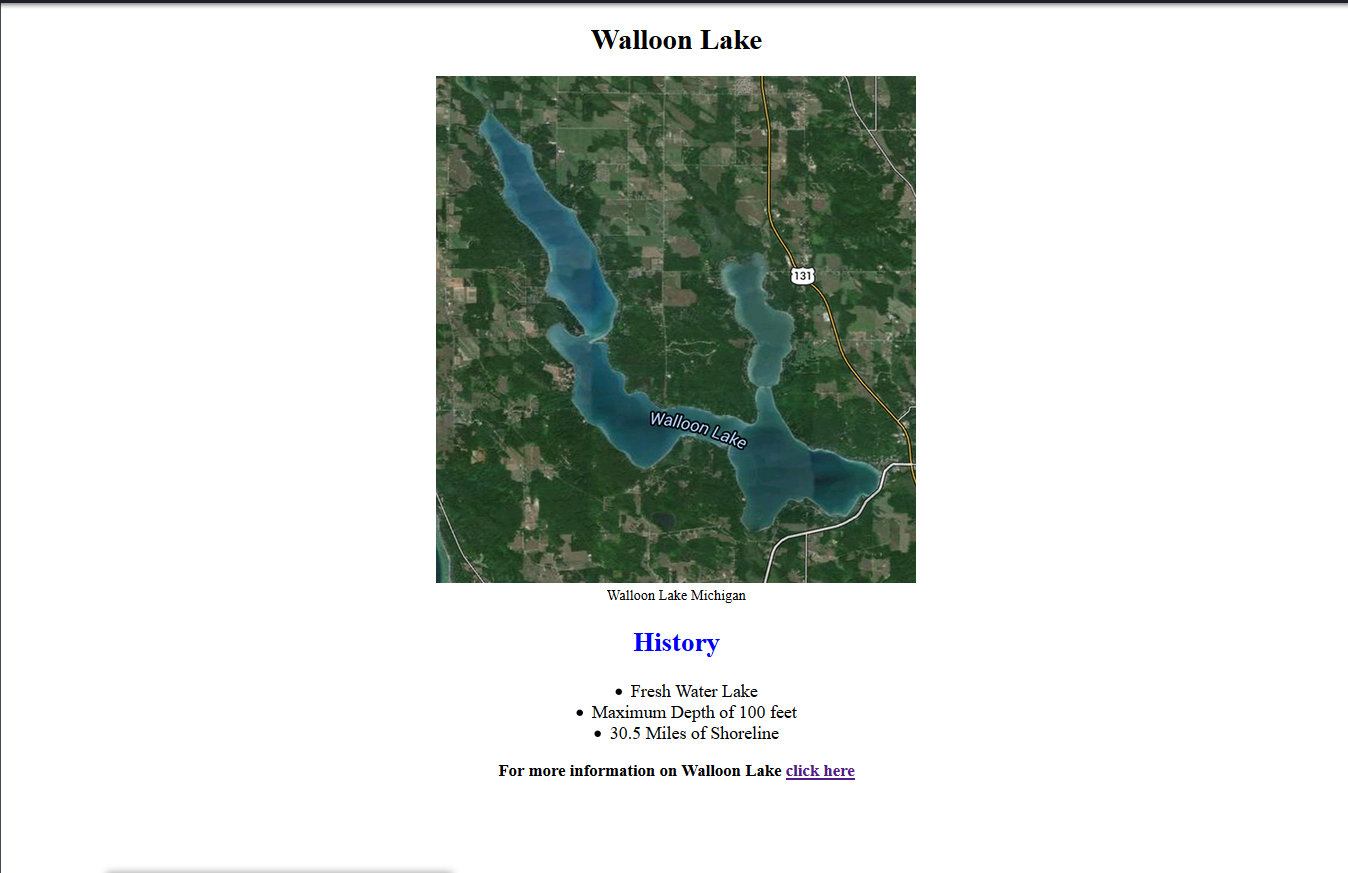 Walloon Lake
131
Walloon Lake
Walloon Lake Michigan
History
• Fresh Water Lake
• Maximum Depth of 100 feet
• 30.5 Miles of Shoreline
For more information on Walloon Lake click here